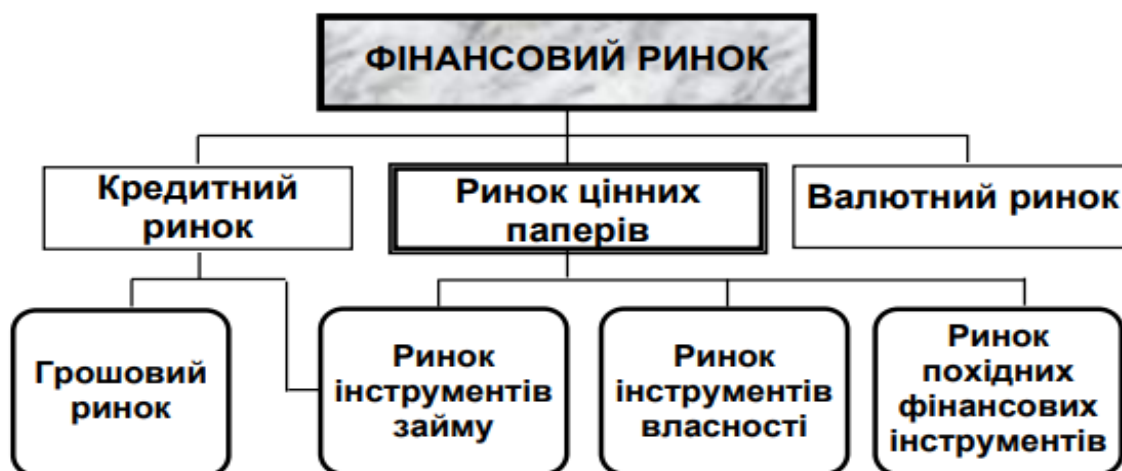 ФІНАНСОВИЙ РИНОК
Кредитний
ринок
Ринок цінних
паперів
Валютний ринок
Грошовий
ринок
Ринок
інструментів
займу
Ринок
інструментів
власності
Ринок
похідних
фінансових
інструментів